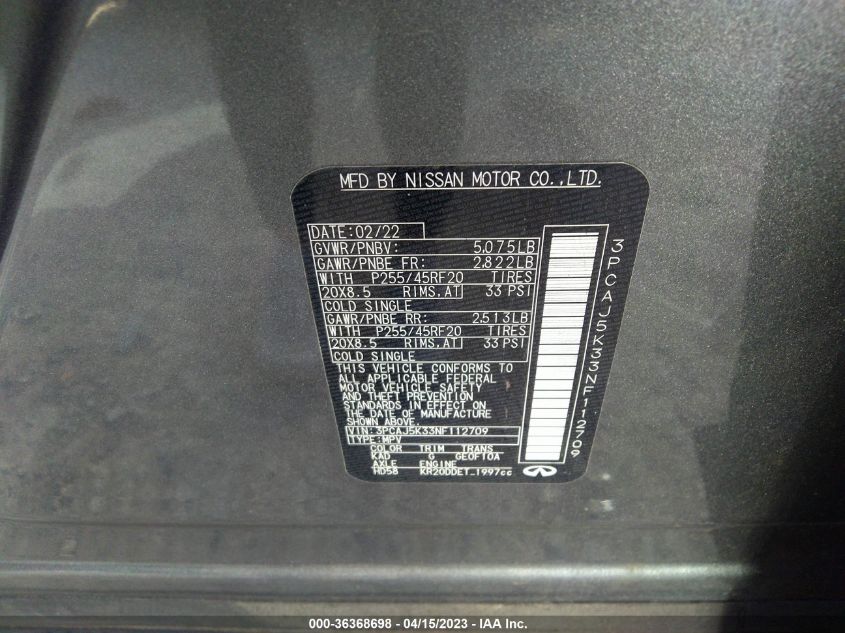 MFD BY NISSAN MOTOR CO.,LTD.
DATE:02/22
GVWR/PNBV: 5,075LB
GAWR/PNBE FR: 2,822LB
WITH P255/45RF20 TIRES
20X8.5 RIMS,AT 33 PSI
COLD SINGLE
GAWR/PNBE RR: 2,513LB
WITH P255/45RF20 TIRES
20X8.5 RIMS,AT 33 PSI
COLD SINGLE
THIS VEHICLE CONFORMS TO
ALL APPLICABLE FEDERAL
MOTOR VEHICLE SAFETY
AND THEFT PREVENTION
STANDARDS IN EFFECT ON
THE DATE OF MANUFACTURE
SHOWN ABOVE.
VIN:3PCAJ5K33NF112709
TYPE:MPV
COLOR TRIM TRANS
KAD G GE0F10A
AXLE ENGINE
HD58 KR20DDET 1997cc
3PCAJ5K33NF112709
000-36368698 - 04/15/2023 - IAA Inc.